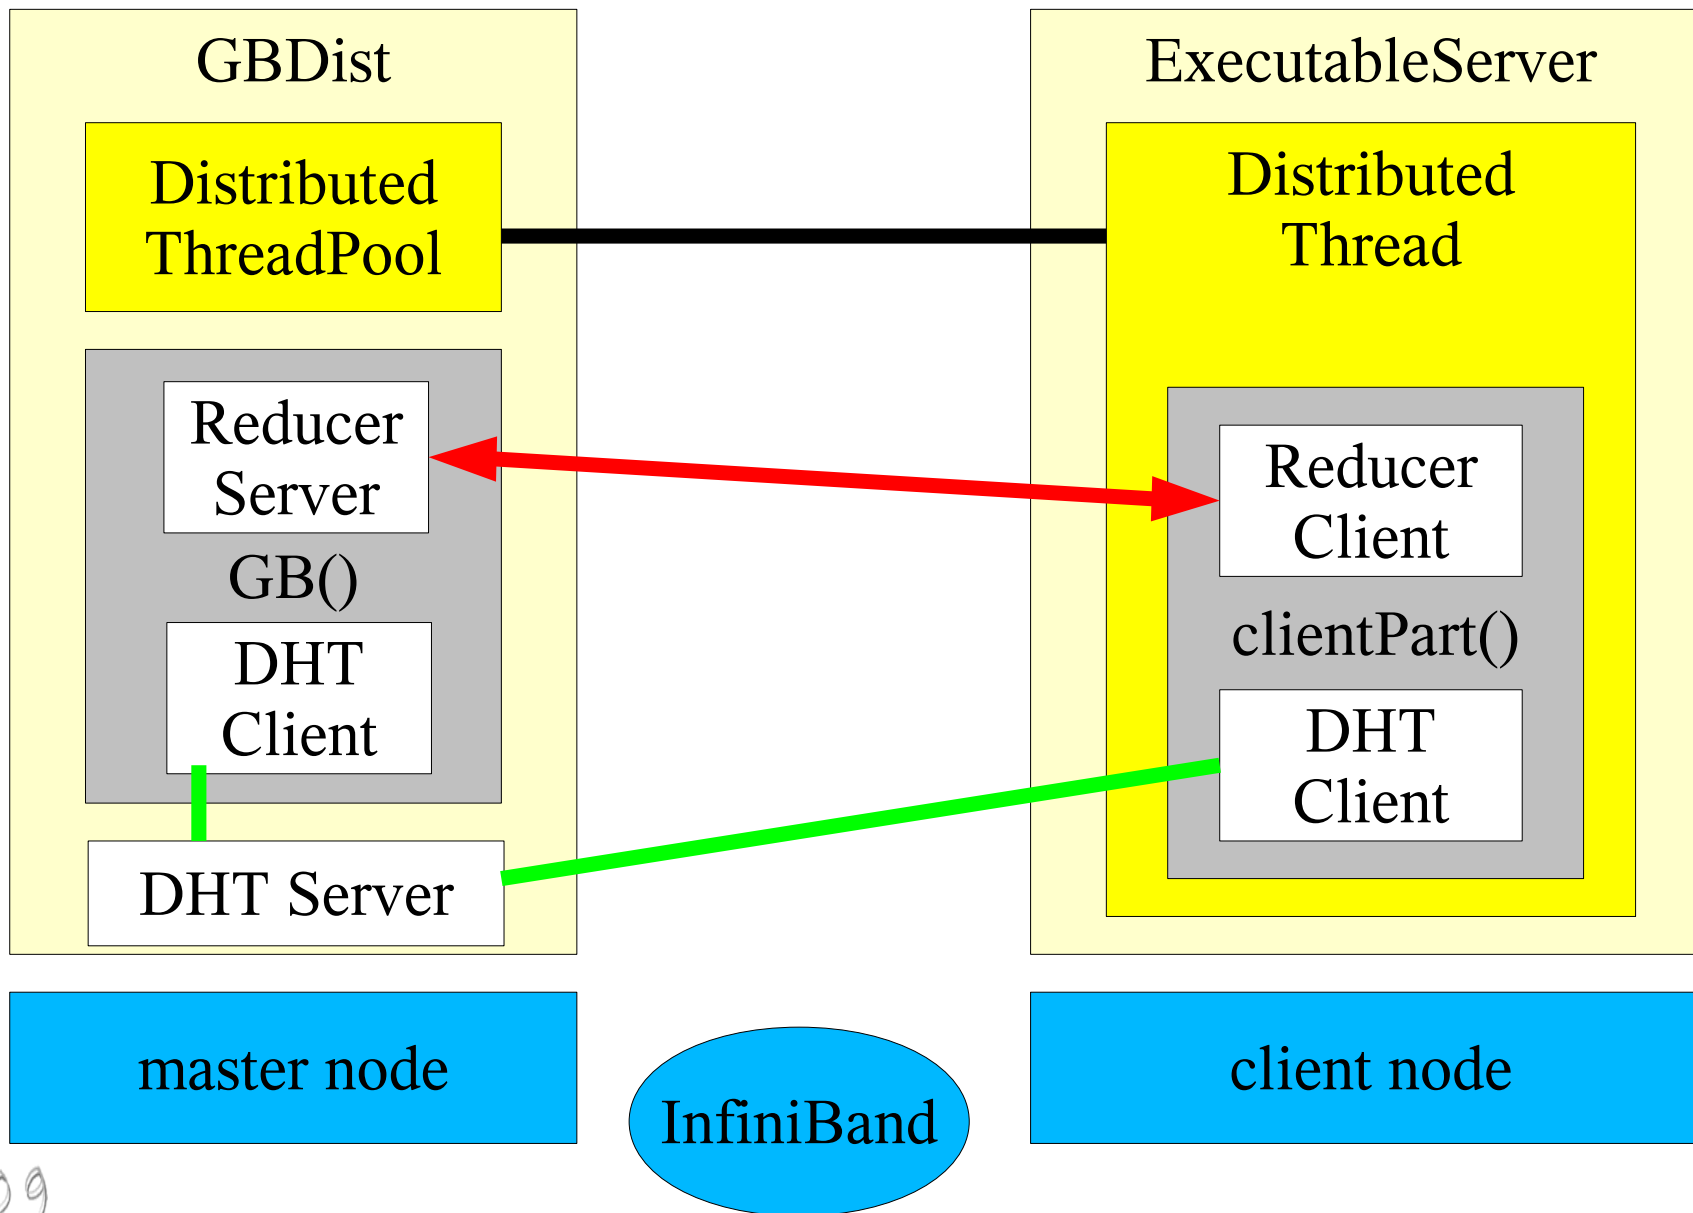 GBDist
Distributed
ThreadPool
Reducer
Server
GB()
DHT
Client
DHT Server
master node
InfiniBand
ExecutableServer
Distributed
Thread
Reducer
Client
clientPart()
DHT
Client
client node